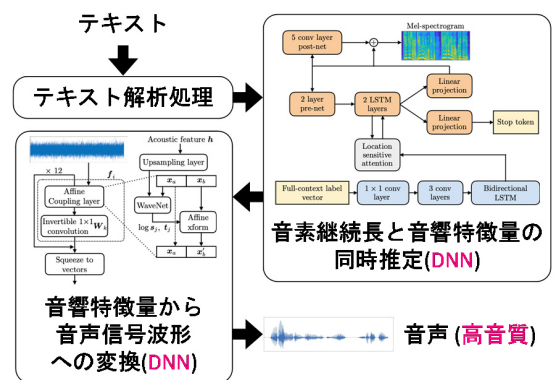 テキスト
テキスト解析処理
Mel-spectrogram
5 conv layer
post-net
Linear
projection
2 layer
pre-net
2 LSTM
layers
Linear
projection
Stop token
Location
sensitive
attention
Full-context label
vector
1 × 1 conv
layer
3 conv
layers
Bidirectional
LSTM
音素継続長と音響特徴量の
同時推定(DNN)
Acoustic feature h
Upsampling layer
× 12
f i
x a
x b
Affine
Coupling layer
WaveNet
Invertible 1×1
convolution W k
log s j, t j
Affine
xform
x a
x′ b
Squeeze to
vectors
音響特徴量から
音声信号波形
への変換(DNN)
音声 (高音質)